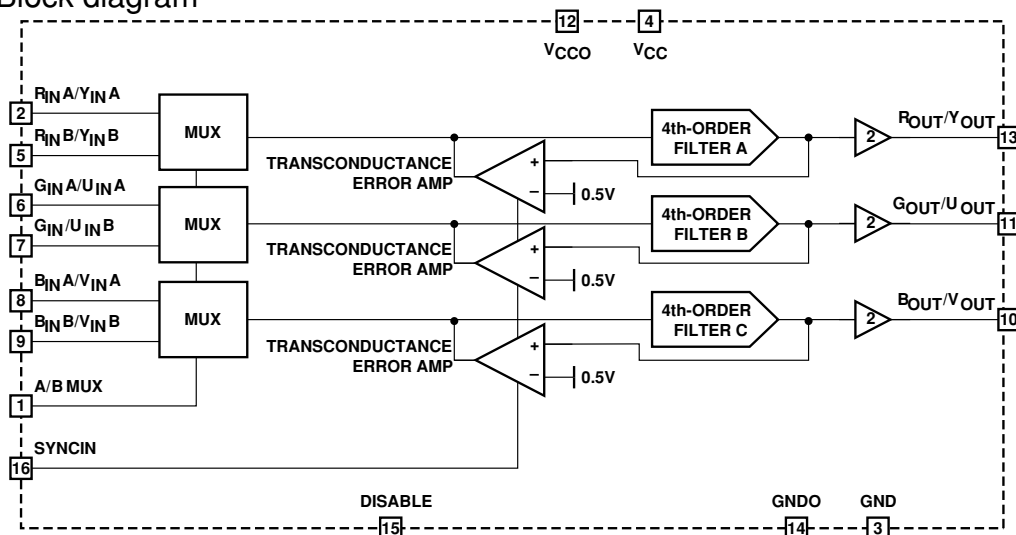 Block diagram
12 4
VCCO VCC
RINA/YINA
2
MUX
4th-ORDER
FILTER A
2
ROUT/YOUT
13
RINB/YINB
5
TRANSCONDUCTANCE
ERROR AMP
+
–
0.5V
GINA/UINA
6
MUX
4th-ORDER
FILTER B
2
GOUT/UOUT
11
GIN/UINB
7
TRANSCONDUCTANCE
ERROR AMP
+
–
0.5V
BINA/VINA
8
MUX
4th-ORDER
FILTER C
2
BOUT/VOUT
10
BINB/VINB
9
TRANSCONDUCTANCE
ERROR AMP
+
–
0.5V
A/B MUX
1
SYNCIN
16
DISABLE GNDO GND
15 14 3